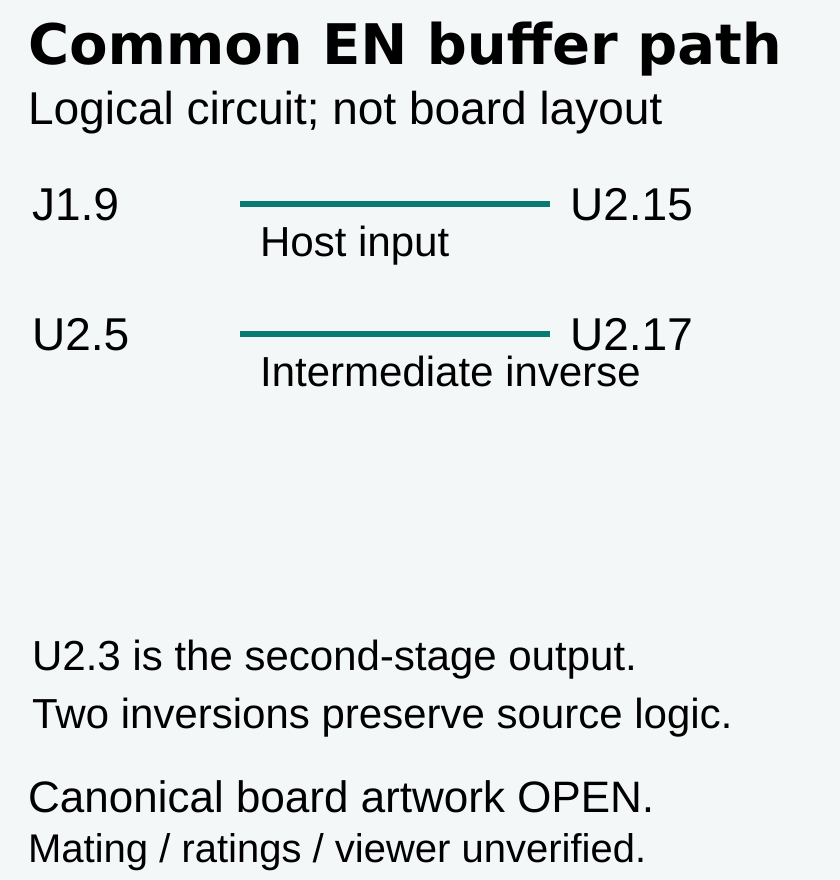 Common EN buffer path
Logical circuit; not board layout
J1.9 U2.15
Host input
U2.5 U2.17
Intermediate inverse
U2.3 is the second-stage output.
Two inversions preserve source logic.
Canonical board artwork OPEN.
Mating / ratings / viewer unverified.